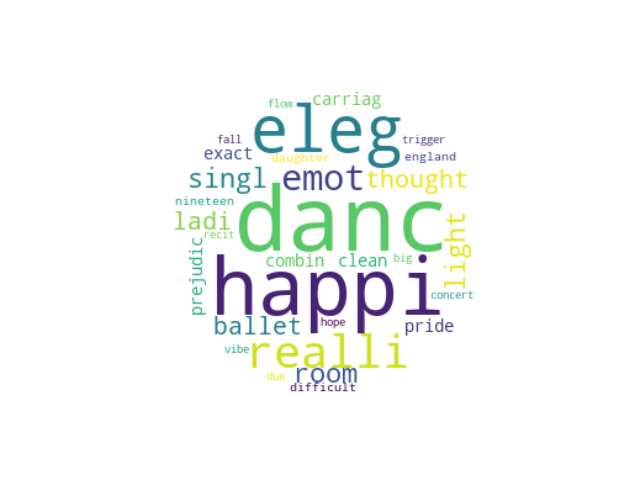 flow carriag
eleg
fall trigger
exact daughter england
singl emot thought
nineteen
ladi danc light
recit
prejudic combin clean big
happi concert
ballet hope pride
vibe realli
due room
difficult